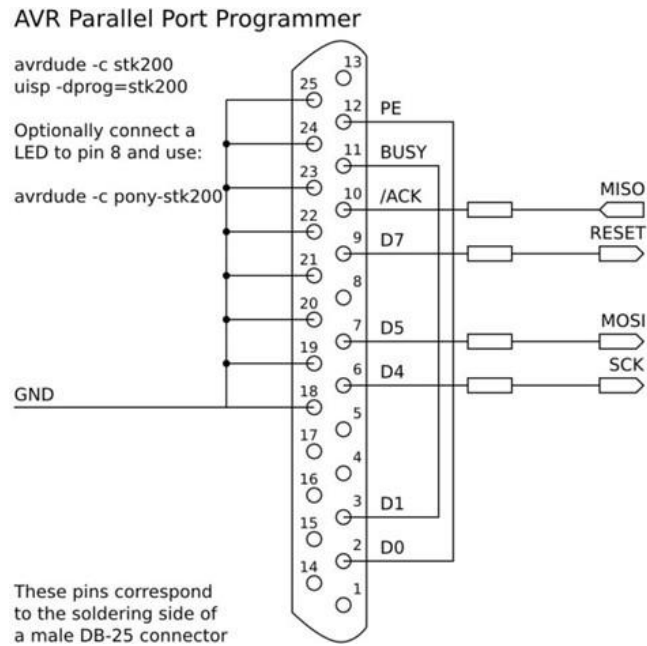 AVR Parallel Port Programmer
avrdude -c stk200
uisp -dprog=stk200
Optionally connect a
LED to pin 8 and use:
avrdude -c pony-stk200
13
25
12 PE
24
11 BUSY
23
10 /ACK MISO
22
9 D7 RESET
21
8
20
7 D5 MOSI
19
6 D4 SCK
GND
18
5
17
4
16
3 D1
15
2 D0
14
1
These pins correspond
to the soldering side of
a male DB-25 connector